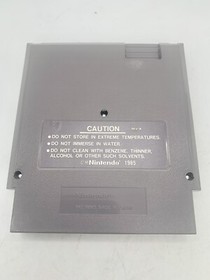 CAUTION
●DO NOT STORE IN EXTREME TEMPERATURES.
●DO NOT IMMERSE IN WATER.
●DO NOT CLEAN WITH BENZENE, THINNER,
ALCOHOL OR OTHER SUCH SOLVENTS.
Nintendo 1985